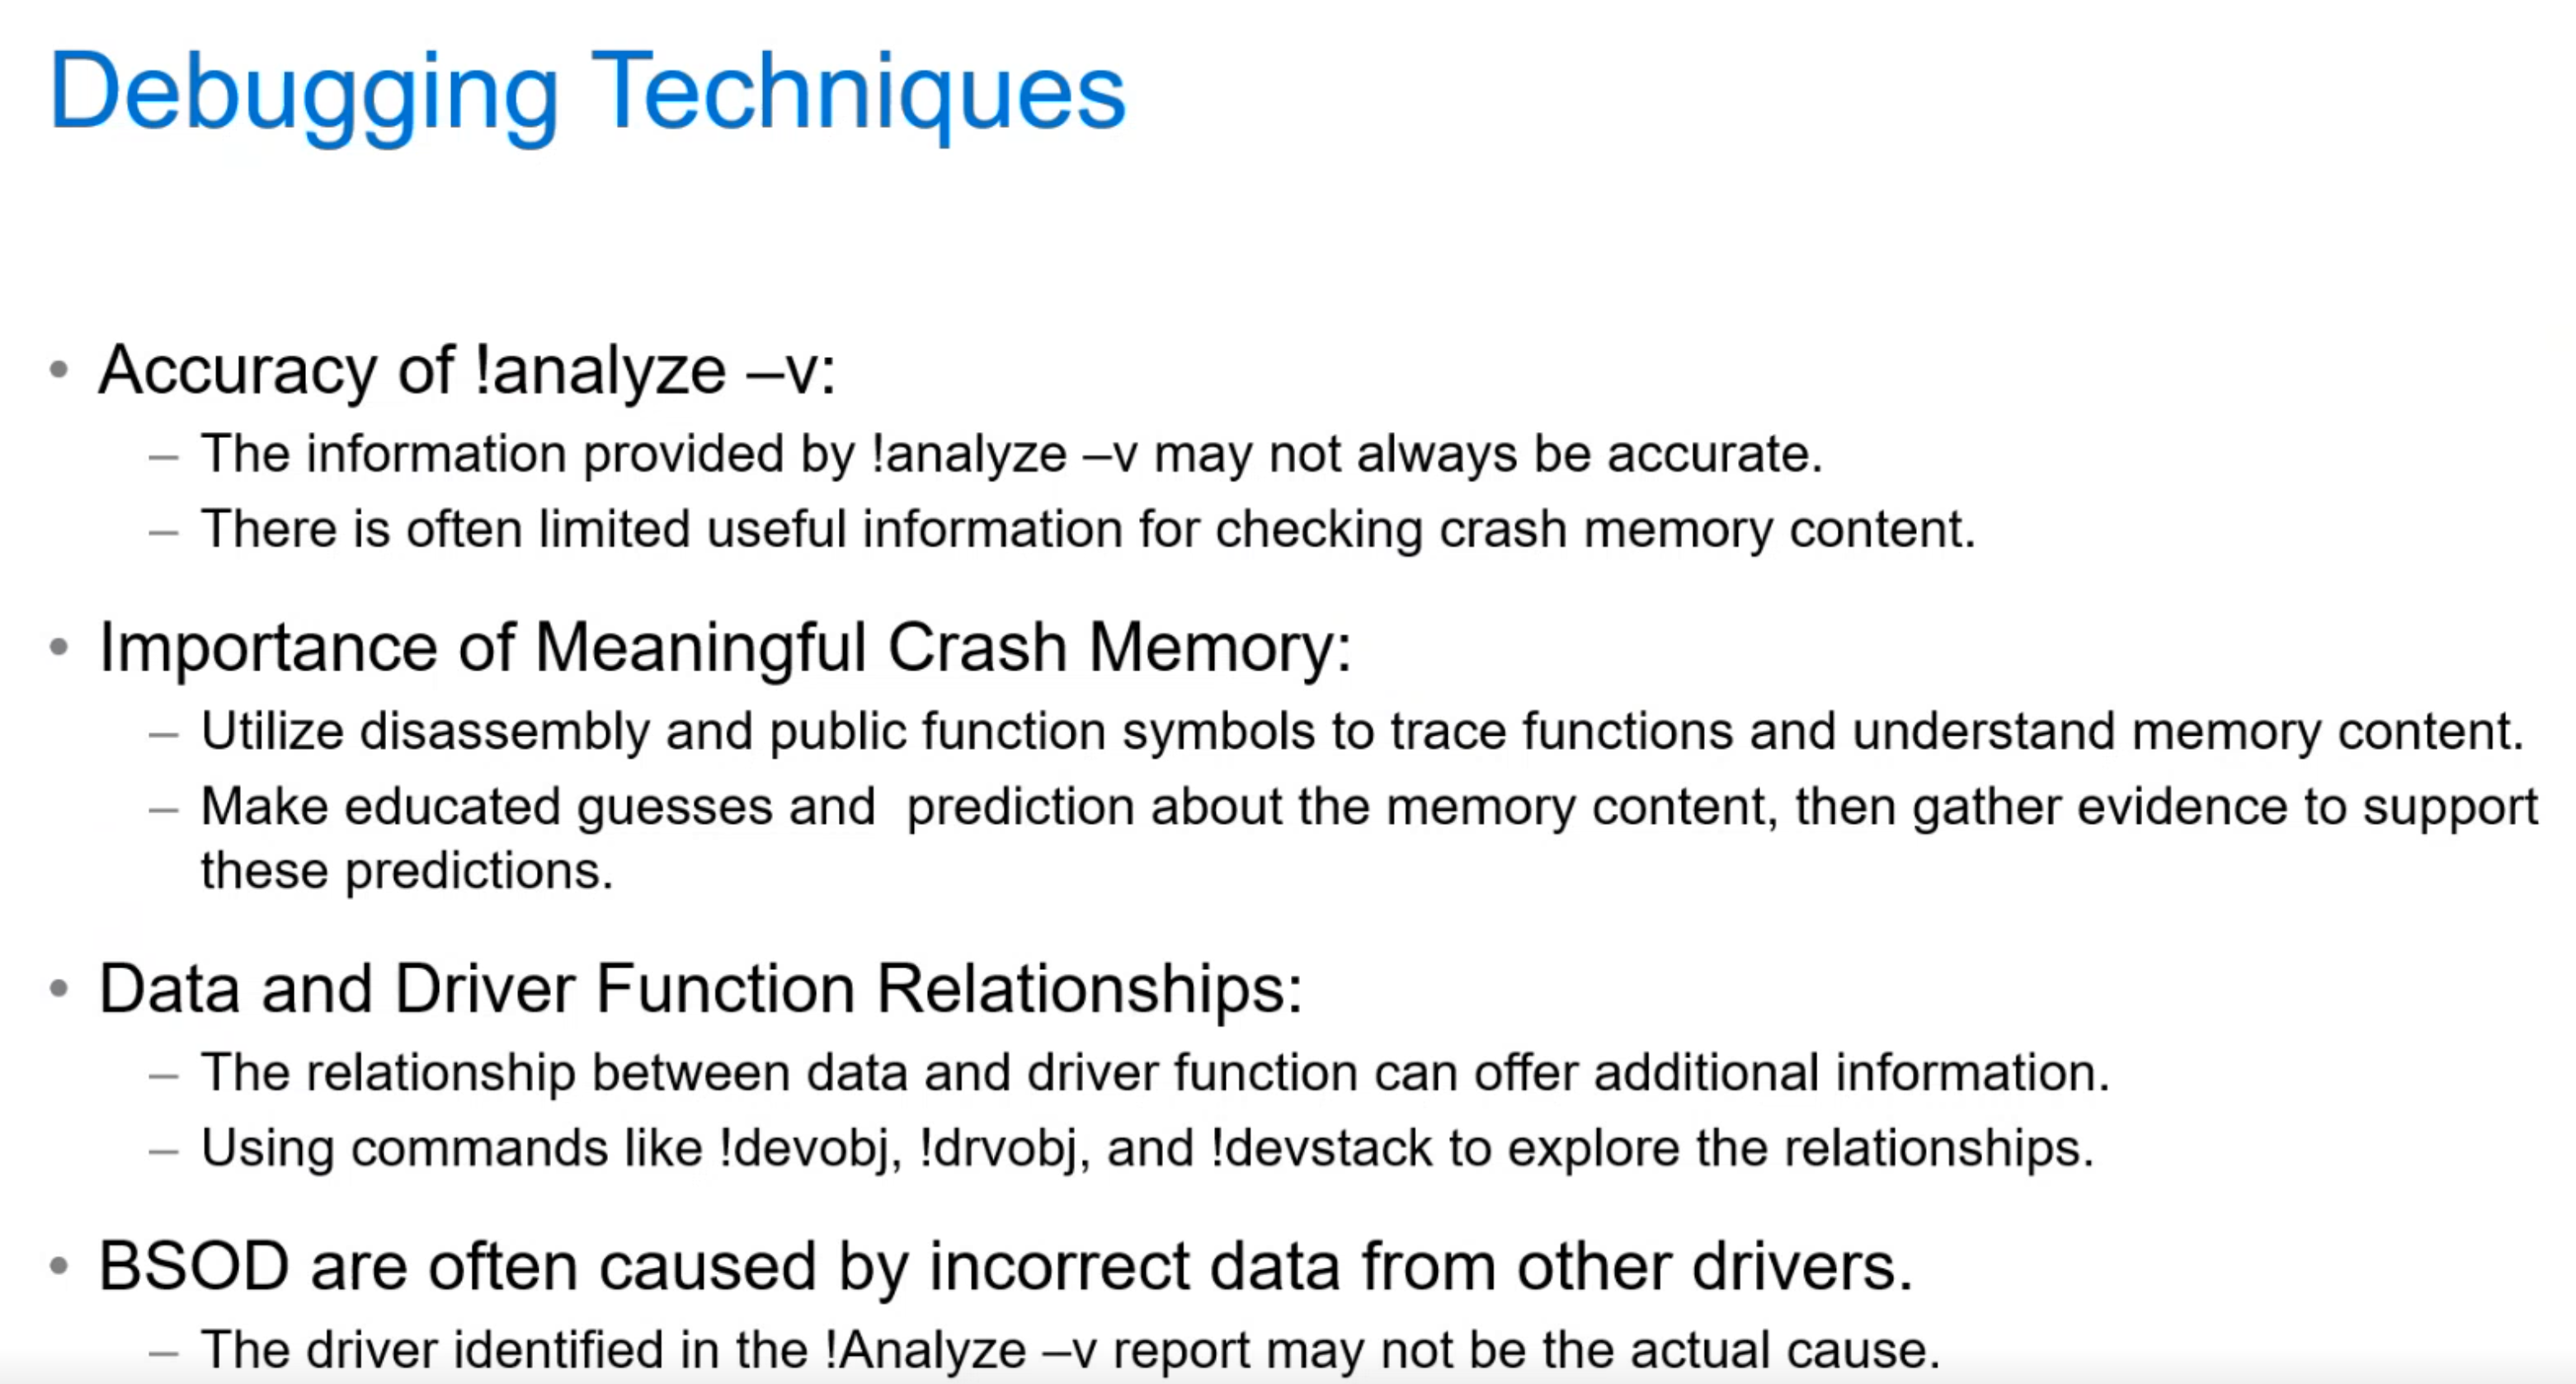 Debugging Techniques
• Accuracy of !analyze –v:
– The information provided by !analyze –v may not always be accurate.
– There is often limited useful information for checking crash memory content.
• Importance of Meaningful Crash Memory:
– Utilize disassembly and public function symbols to trace functions and understand memory content.
– Make educated guesses and  prediction about the memory content, then gather evidence to support
these predictions.
• Data and Driver Function Relationships:
– The relationship between data and driver function can offer additional information.
– Using commands like !devobj, !drvobj, and !devstack to explore the relationships.
• BSOD are often caused by incorrect data from other drivers.
– The driver identified in the !Analyze –v report may not be the actual cause.